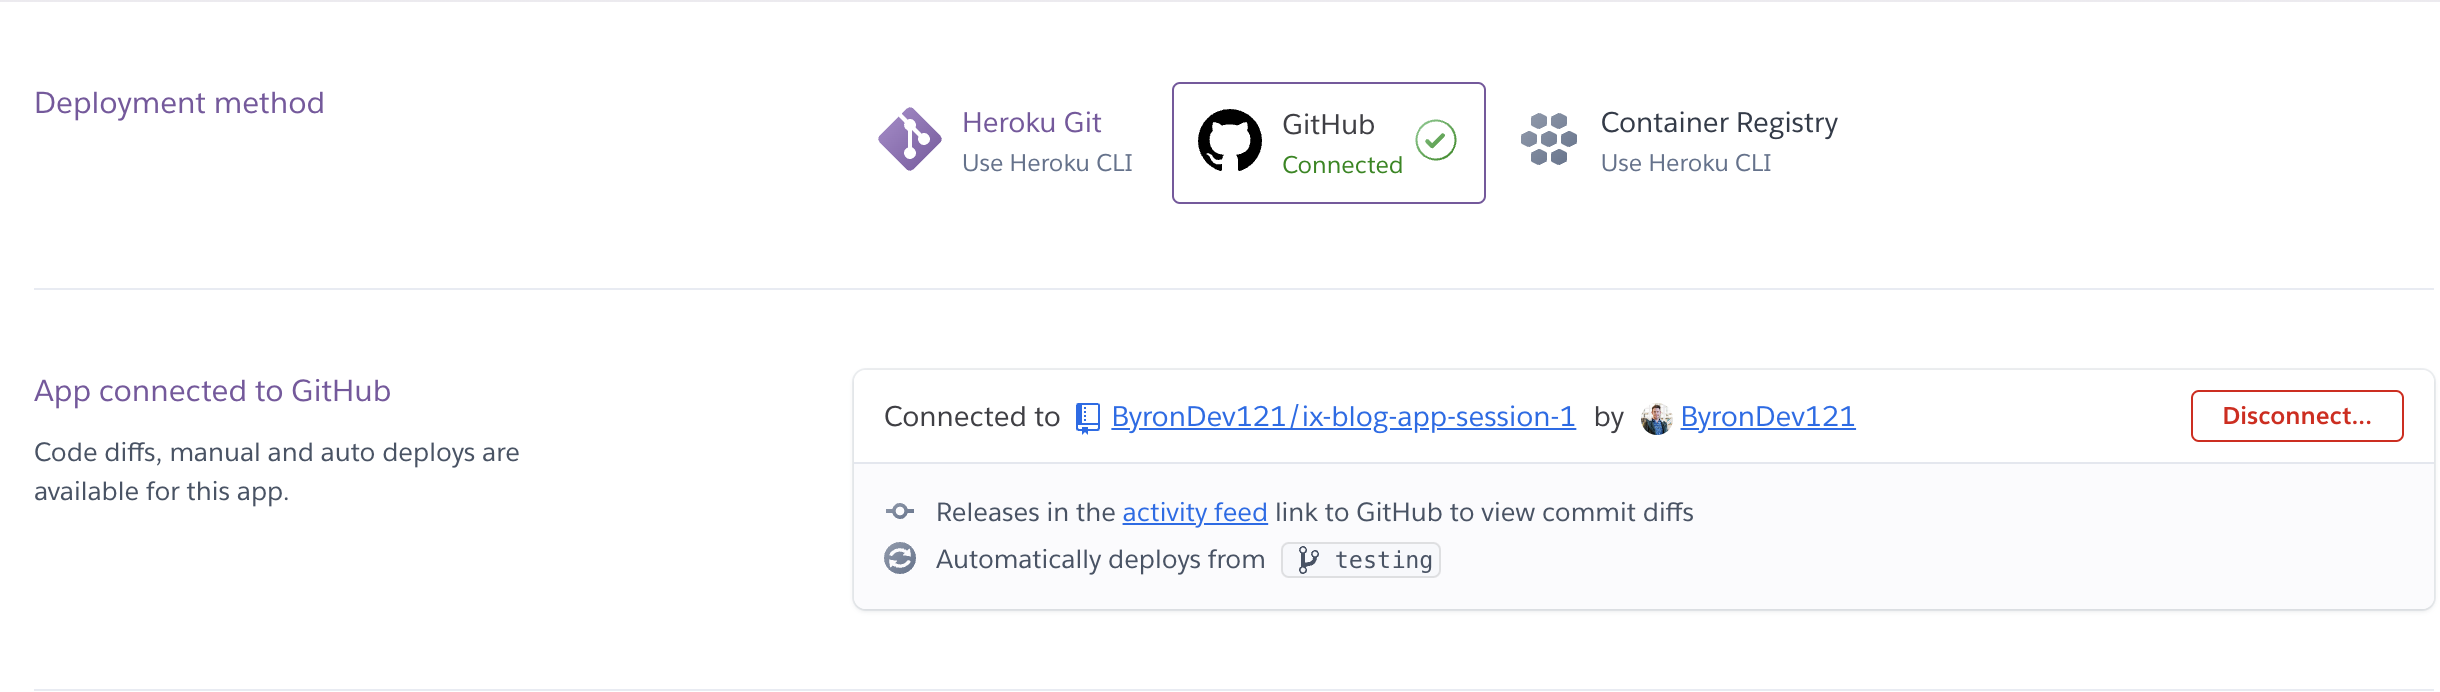 Deployment method
Heroku Git
Use Heroku CLI
GitHub
Connected
Container Registry
Use Heroku CLI
App connected to GitHub
Code diffs, manual and auto deploys are
available for this app.
Connected to ByronDev121/ix-blog-app-session-1 by ByronDev121
Disconnect...
Releases in the activity feed link to GitHub to view commit diffs
Automatically deploys from testing